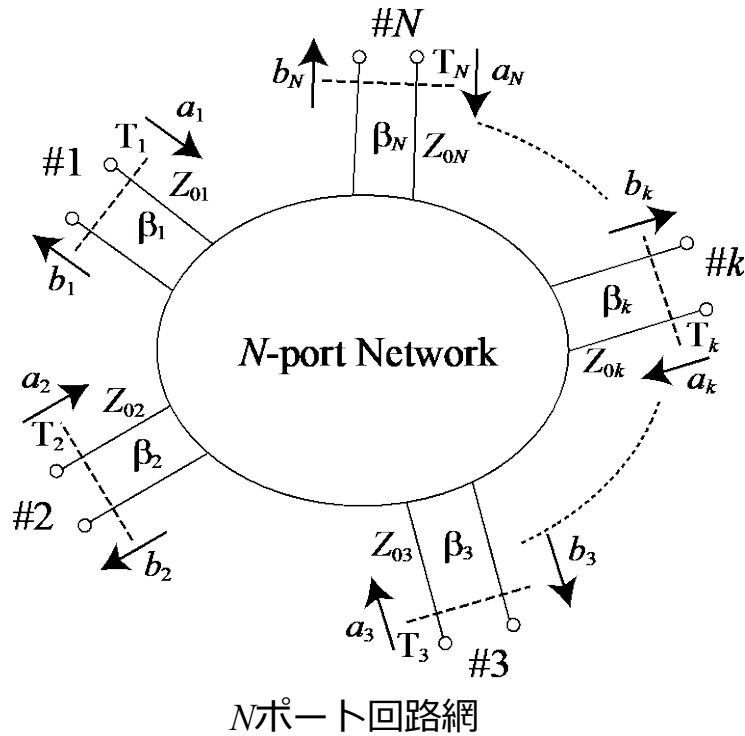 #N
b_N T_N a_N
β_N Z_0N
a_1
T_1
#1
Z_01
β_1
b_1
b_k
#k
β_k
T_k
Z_0k
a_k
N-port Network
a_2
Z_02
T_2
β_2
#2
b_2
Z_03
β_3
b_3
a_3
T_3
#3
Nポート回路網